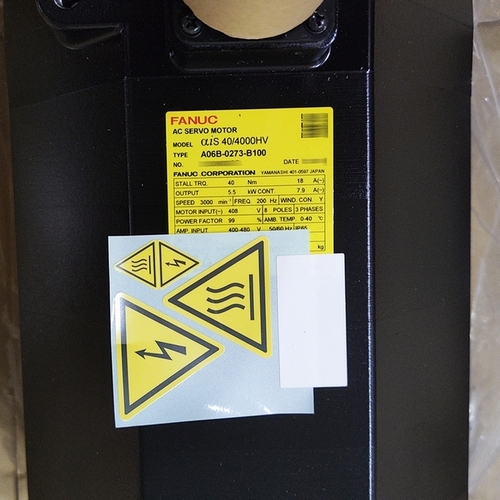 FANUC
AC SERVO MOTOR
MODEL αiS 40/4000HV
TYPE A06B-0273-B100
NO. DATE
FANUC CORPORATION YAMANASHI 401-0597 JAPAN
STALL TRQ. 40 Nm 18 A(~)
OUTPUT 5.5 kW CONT. 7.9 A(~)
SPEED 3000 min⁻¹ FREQ. 200 Hz WIND. CON. Y
MOTOR INPUT(~) 408 V 8 POLES 3 PHASES
POWER FACTOR 99 % AMB. TEMP. 0-40 °C
AMP. INPUT 400-480 V 50/60 Hz IP65
kg